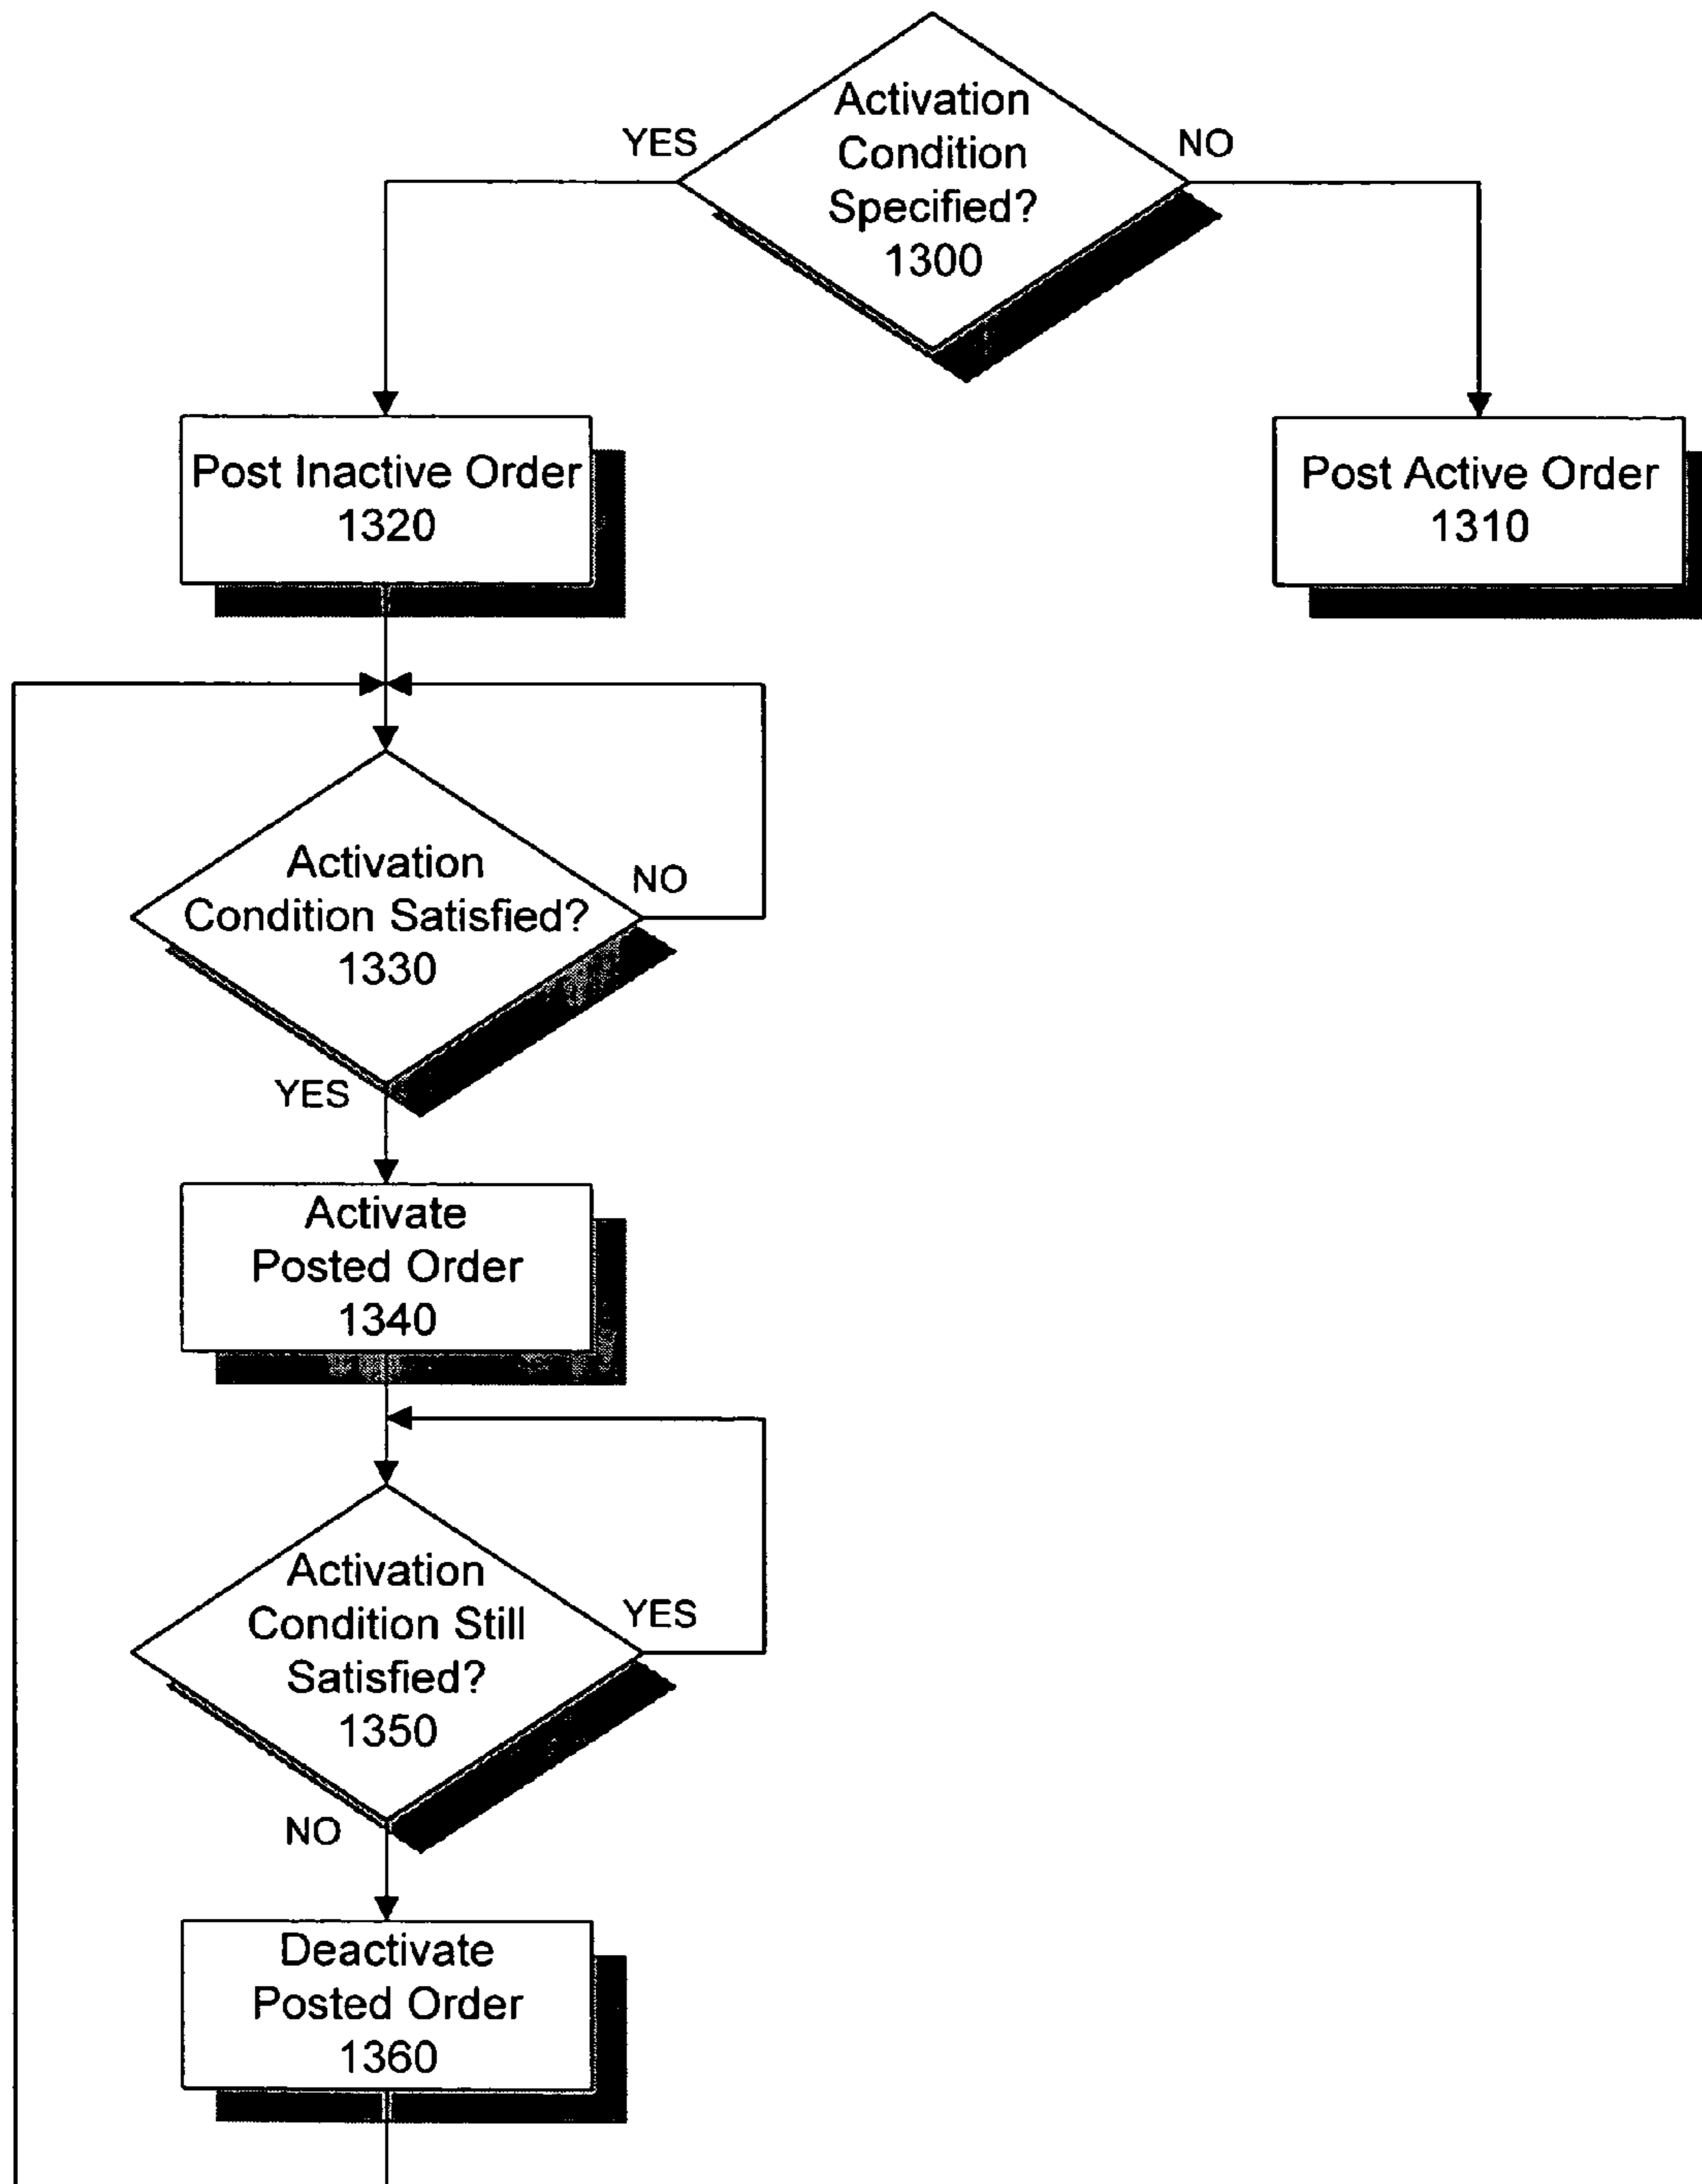 Activation
Condition
Specified?
1300
YES
NO
Post Inactive Order
1320
Post Active Order
1310
Activation
Condition Satisfied?
1330
NO
YES
Activate
Posted Order
1340
Activation
Condition Still
Satisfied?
1350
YES
NO
Deactivate
Posted Order
1360